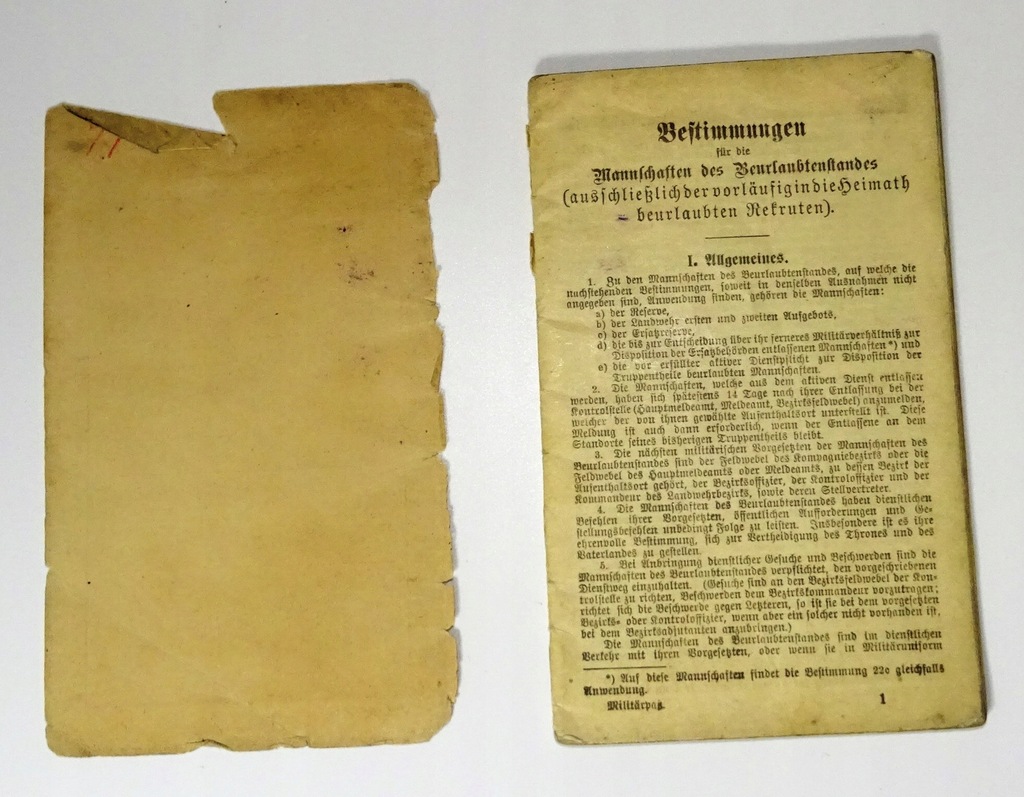 77
Bestimmungen
für die
Mannschaften des Beurlaubtenstandes
(ausschließlich der vorläufig in die Heimath
beurlaubten Rekruten).
I. Allgemeines.
1. Zu den Mannschaften des Beurlaubtenstandes, auf welche die
nachstehenden Bestimmungen, soweit in denselben Ausnahmen nicht
angegeben sind, Anwendung finden, gehören die Mannschaften:
a) der Reserve,
b) der Landwehr ersten und zweiten Aufgebots,
c) der Ersatzreserve,
d) die bis zur Entscheidung über ihr ferneres Militärverhältniß zur
Disposition der Ersatzbehörden entlassenen Mannschaften*) und
e) die vor erfüllter aktiver Dienstpflicht zur Disposition der
Truppentheile beurlaubten Mannschaften.
2. Die Mannschaften, welche aus dem aktiven Dienst entlassen
werden, haben sich spätestens 14 Tage nach ihrer Entlassung bei der
Kontrolstelle (Hauptmeldeamt, Meldeamt, Bezirksfeldwebel) anzumelden,
welcher der von ihnen gewählte Aufenthaltsort unterstellt ist. Diese
Meldung ist auch dann erforderlich, wenn der Entlassene an dem
Standorte seines bisherigen Truppentheils bleibt.
3. Die nächsten militärischen Vorgesetzten der Mannschaften des
Beurlaubtenstandes sind der Feldwebel des Kompagniebezirks oder die
Feldwebel des Hauptmeldeamts oder Meldeamts, zu dessen Bezirk der
Aufenthaltsort gehört, der Bezirksoffizier, der Kontroloffizier und der
Kommandeur des Landwehrbezirks, sowie deren Stellvertreter.
4. Die Mannschaften des Beurlaubtenstandes haben dienstlichen
Befehlen ihrer Vorgesetzten, öffentlichen Aufforderungen und Ge-
stellungsbefehlen unbedingt Folge zu leisten. Insbesondere ist es ihre
ehrenvolle Bestimmung, sich zur Vertheidigung des Thrones und des
Vaterlandes zu gestellen.
5. Bei Anbringung dienstlicher Gesuche und Beschwerden sind die
Mannschaften des Beurlaubtenstandes verpflichtet, den vorgeschriebenen
Dienstweg einzuhalten. (Gesuche sind an den Bezirksfeldwebel der Kon-
trolstelle zu richten, Beschwerden dem Bezirkskommandeur vorzutragen;
richtet sich die Beschwerde gegen Letzteren, so ist sie bei dem vorgesetzten
Bezirks- oder Kontroloffizier, wenn aber ein solcher nicht vorhanden ist,
bei dem Bezirksadjutanten anzubringen.)
Die Mannschaften des Beurlaubtenstandes sind im dienstlichen
Verkehr mit ihren Vorgesetzten, oder wenn sie in Militäruniform
*) Auf diese Mannschaften findet die Bestimmung 22c gleichfalls
Anwendung.
Militärpaß. 1